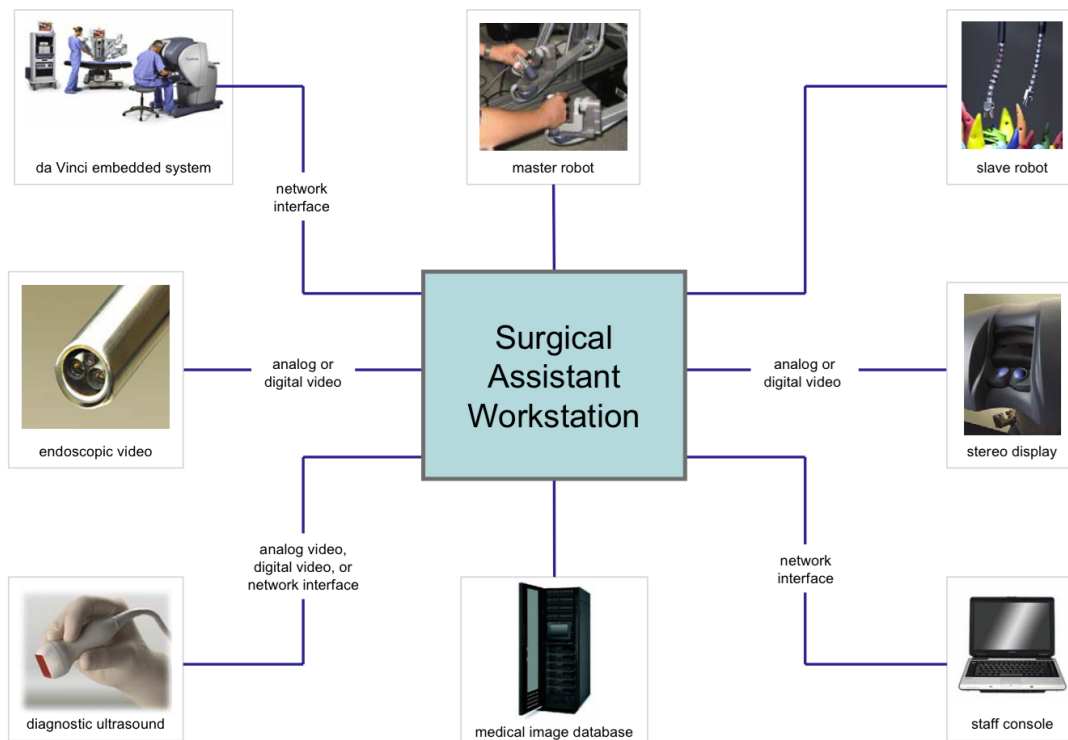 da Vinci embedded system
master robot
slave robot
network
interface
endoscopic video
analog or
digital video
Surgical
Assistant
Workstation
analog or
digital video
stereo display
analog video,
digital video, or
network interface
network
interface
diagnostic ultrasound
medical image database
staff console